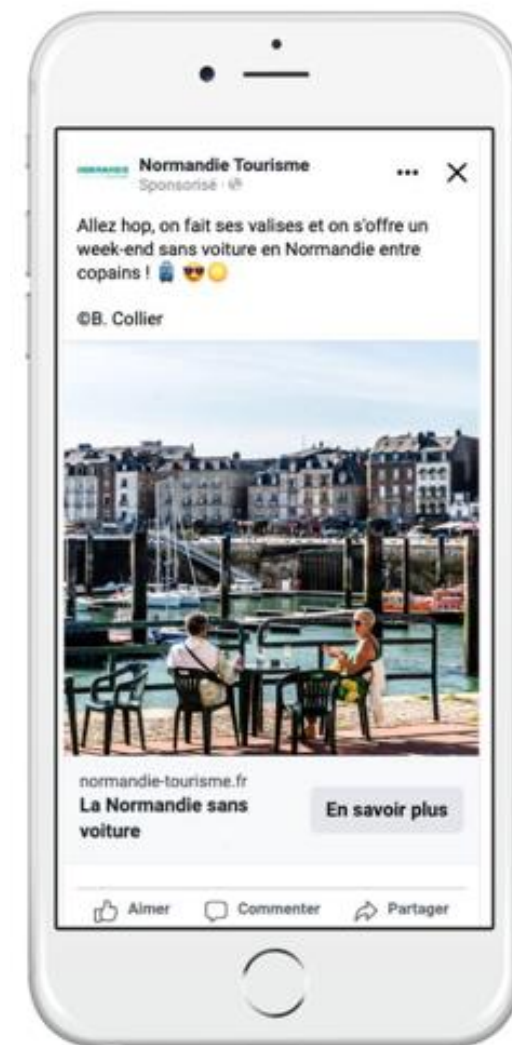 NORMANDIE
Normandie Tourisme
Sponsorisé ·
Allez hop, on fait ses valises et on s'offre un
week-end sans voiture en Normandie entre
copains ! 🧳 😎 🌞
©B. Collier
normandie-tourisme.fr
La Normandie sans
voiture
En savoir plus
Aimer
Commenter
Partager